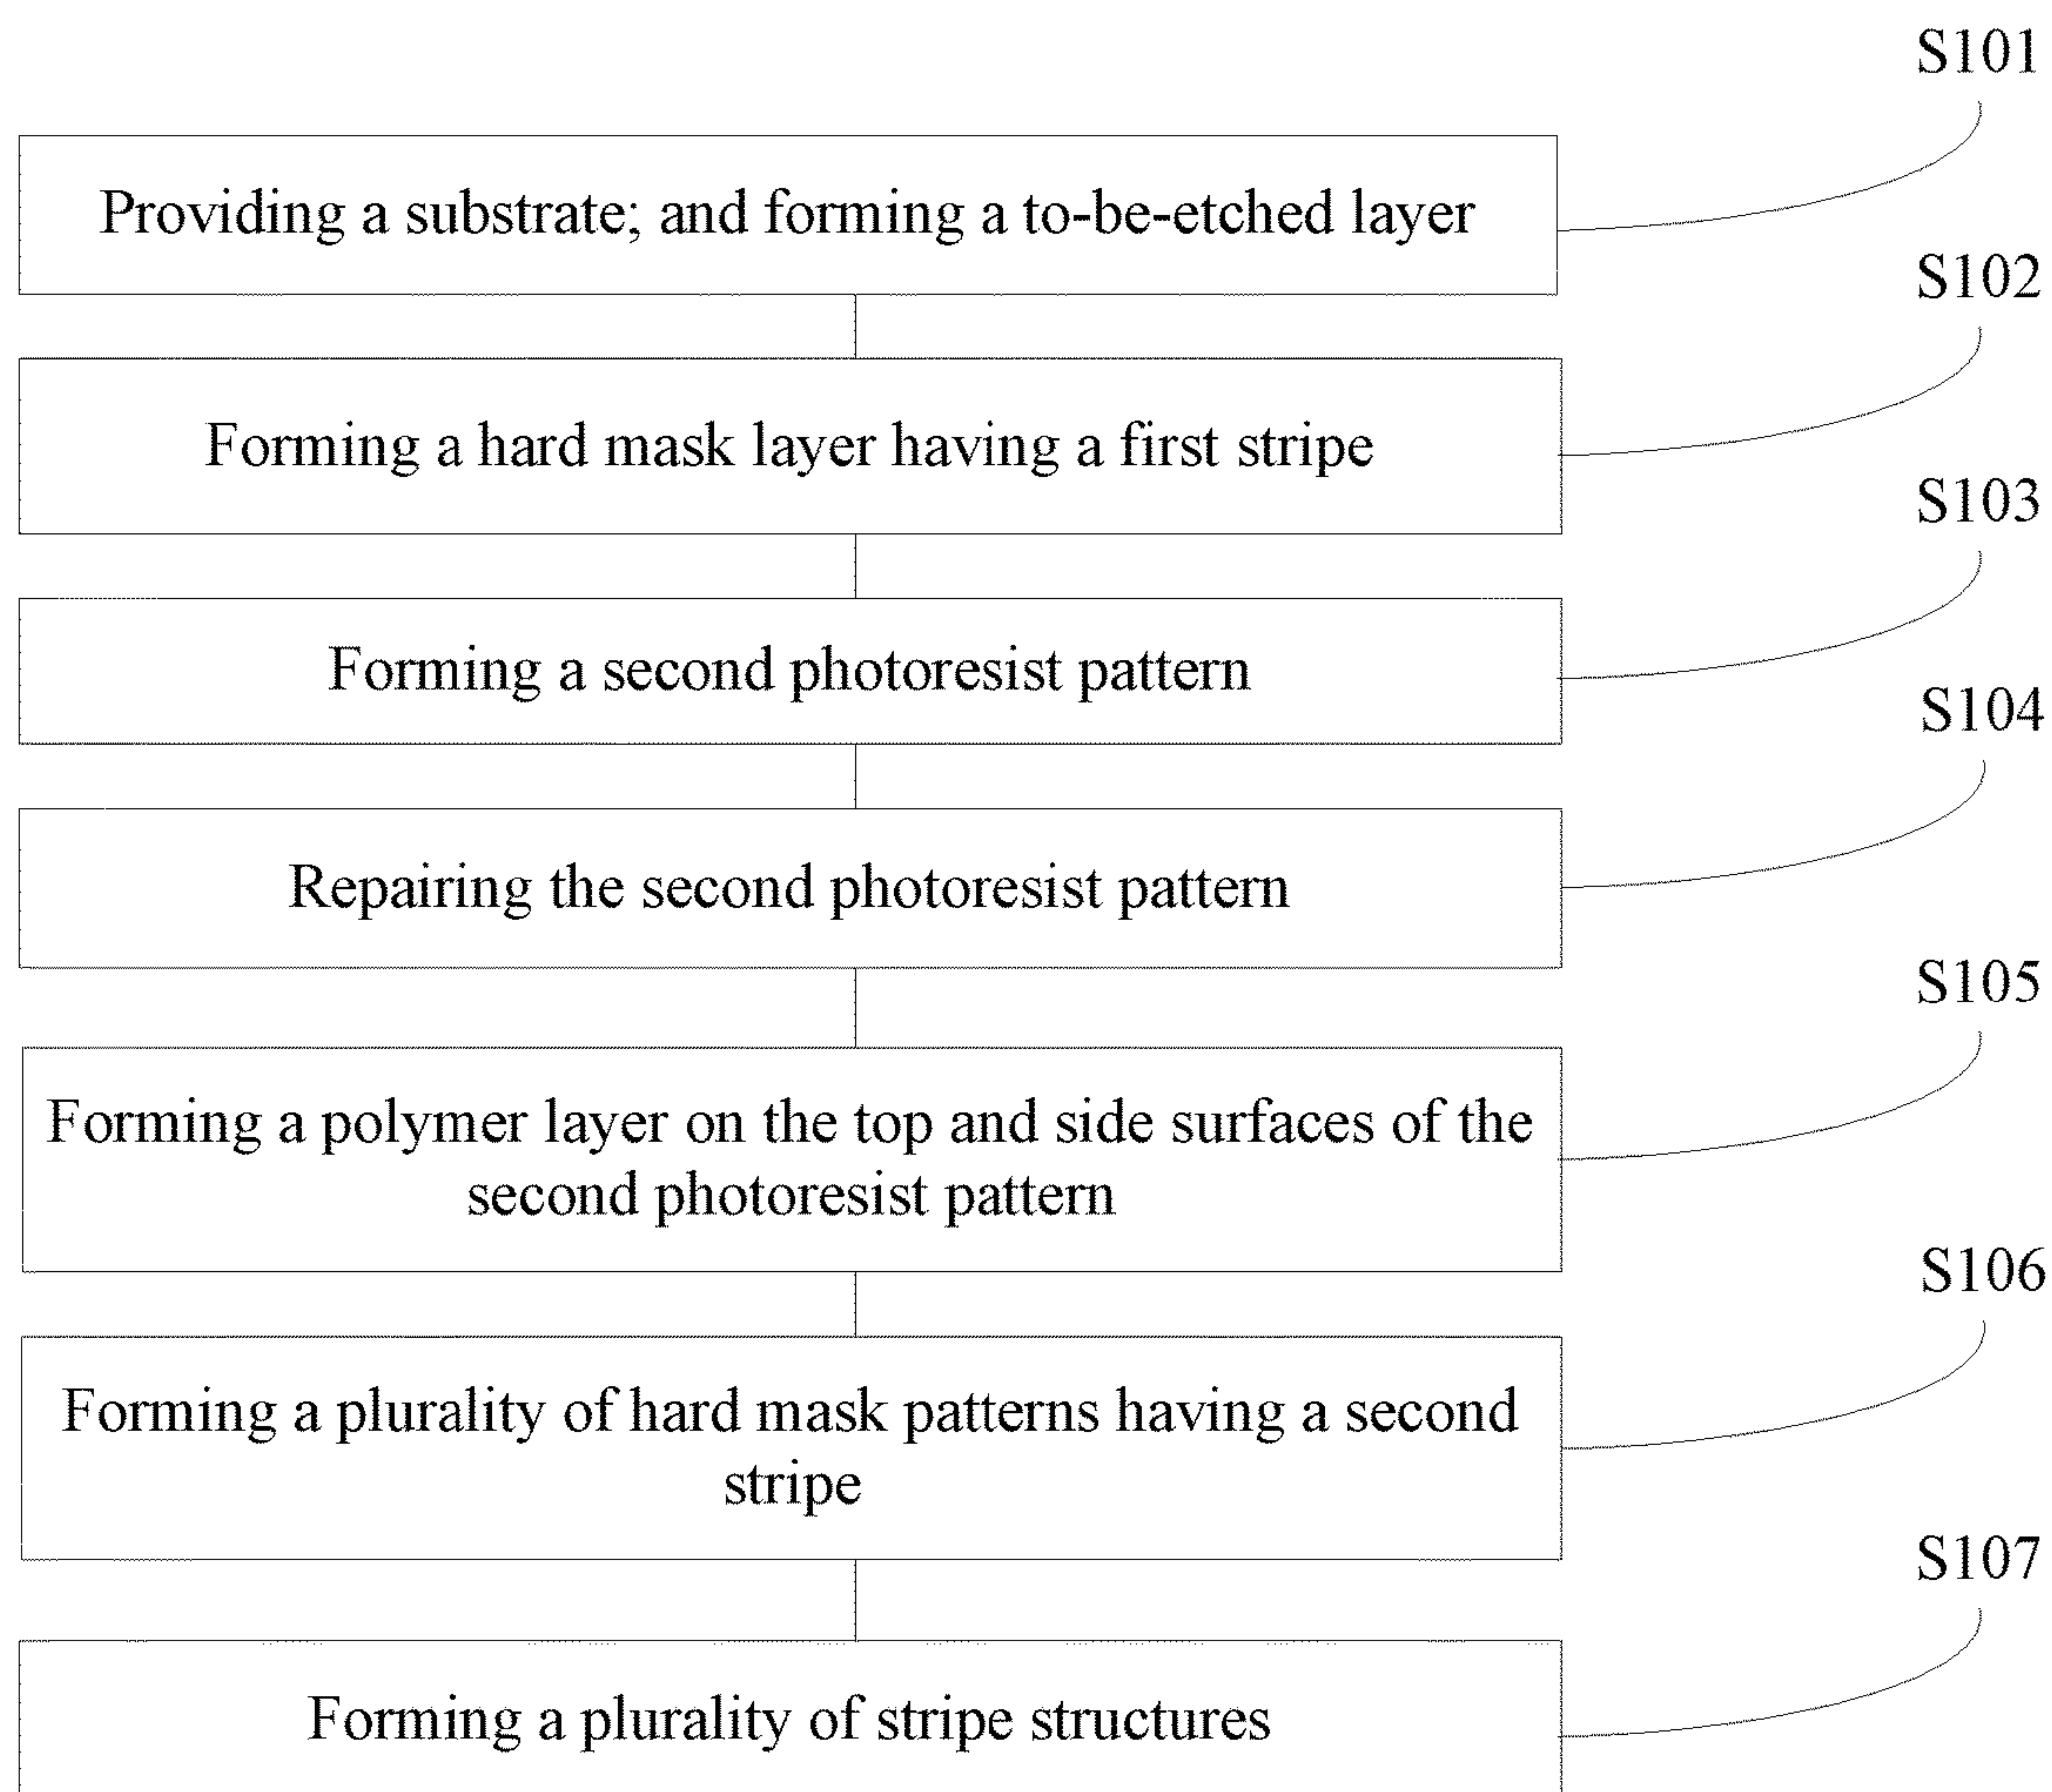 S101
Providing a substrate; and forming a to-be-etched layer
S102
Forming a hard mask layer having a first stripe
S103
Forming a second photoresist pattern
S104
Repairing the second photoresist pattern
S105
Forming a polymer layer on the top and side surfaces of the
second photoresist pattern
S106
Forming a plurality of hard mask patterns having a second
stripe
S107
Forming a plurality of stripe structures